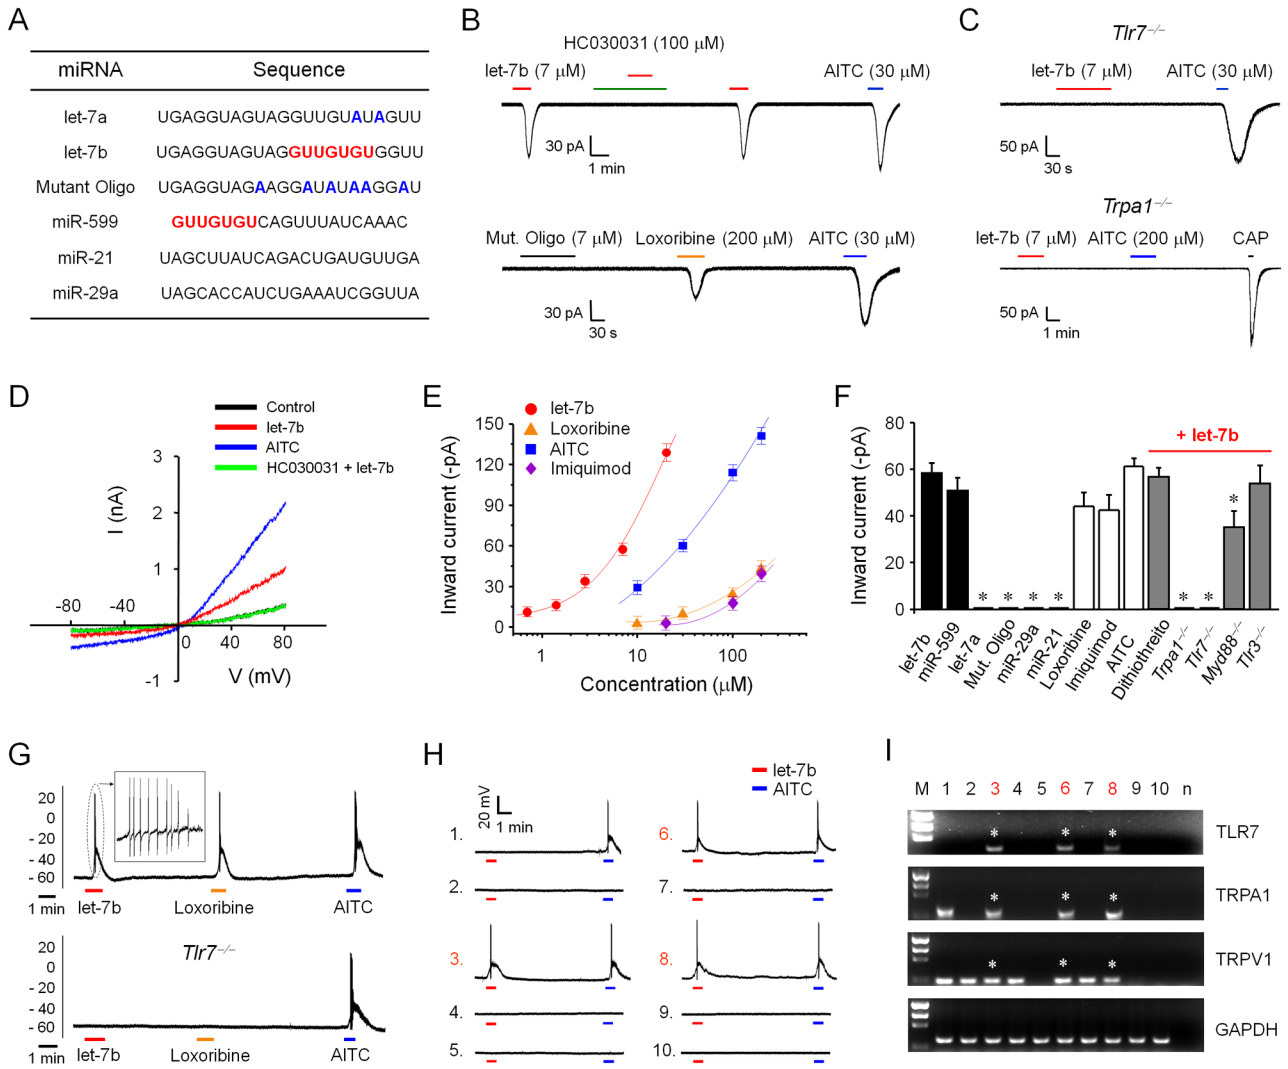 A
miRNA Sequence
let-7a UGAGGUAGUAGGUUGUAUAGUU
let-7b UGAGGUAGUAGGUUGUGUGGUU
Mutant Oligo UGAGGUAGAAGGAUAUAAGGAU
miR-599 GUUGUGUCAGUUUAUCAAAC
miR-21 UAGCUUAUCAGACUGAUGUUGA
miR-29a UAGCACCAUCUGAAAUCGGUUA
B
HC030031 (100 μM)
let-7b (7 μM) AITC (30 μM)
30 pA
1 min
Mut. Oligo (7 μM) Loxoribine (200 μM) AITC (30 μM)
30 pA
30 s
C
Tlr7−/−
let-7b (7 μM) AITC (30 μM)
50 pA
30 s
Trpa1−/−
let-7b (7 μM) AITC (200 μM) CAP
50 pA
1 min
D
Control
let-7b
AITC
HC030031 + let-7b
I (nA)
3
2
1
-1
-80 -40 0 40 80
V (mV)
E
let-7b
Loxoribine
AITC
Imiquimod
Inward current (-pA)
150
120
90
60
30
0
1 10 100
Concentration (μM)
F
+ let-7b
Inward current (-pA)
80
60
40
20
0
* * * * * * *
let-7b miR-599 let-7a Mut. Oligo miR-29a miR-21 Loxoribine Imiquimod AITC Dithiothreito Trpa1−/− Tlr7−/− Myd88−/− Tlr3−/−
G
20
0
- 20
- 40
- 60
1 min let-7b Loxoribine AITC
Tlr7−/−
20
0
- 20
- 40
- 60
1 min let-7b Loxoribine AITC
H
let-7b
AITC
20 mV
1 min
1. 6.
2. 7.
3. 8.
4. 9.
5. 10.
I
M 1 2 3 4 5 6 7 8 9 10 n
* * * TLR7
* * * TRPA1
* * * TRPV1
GAPDH